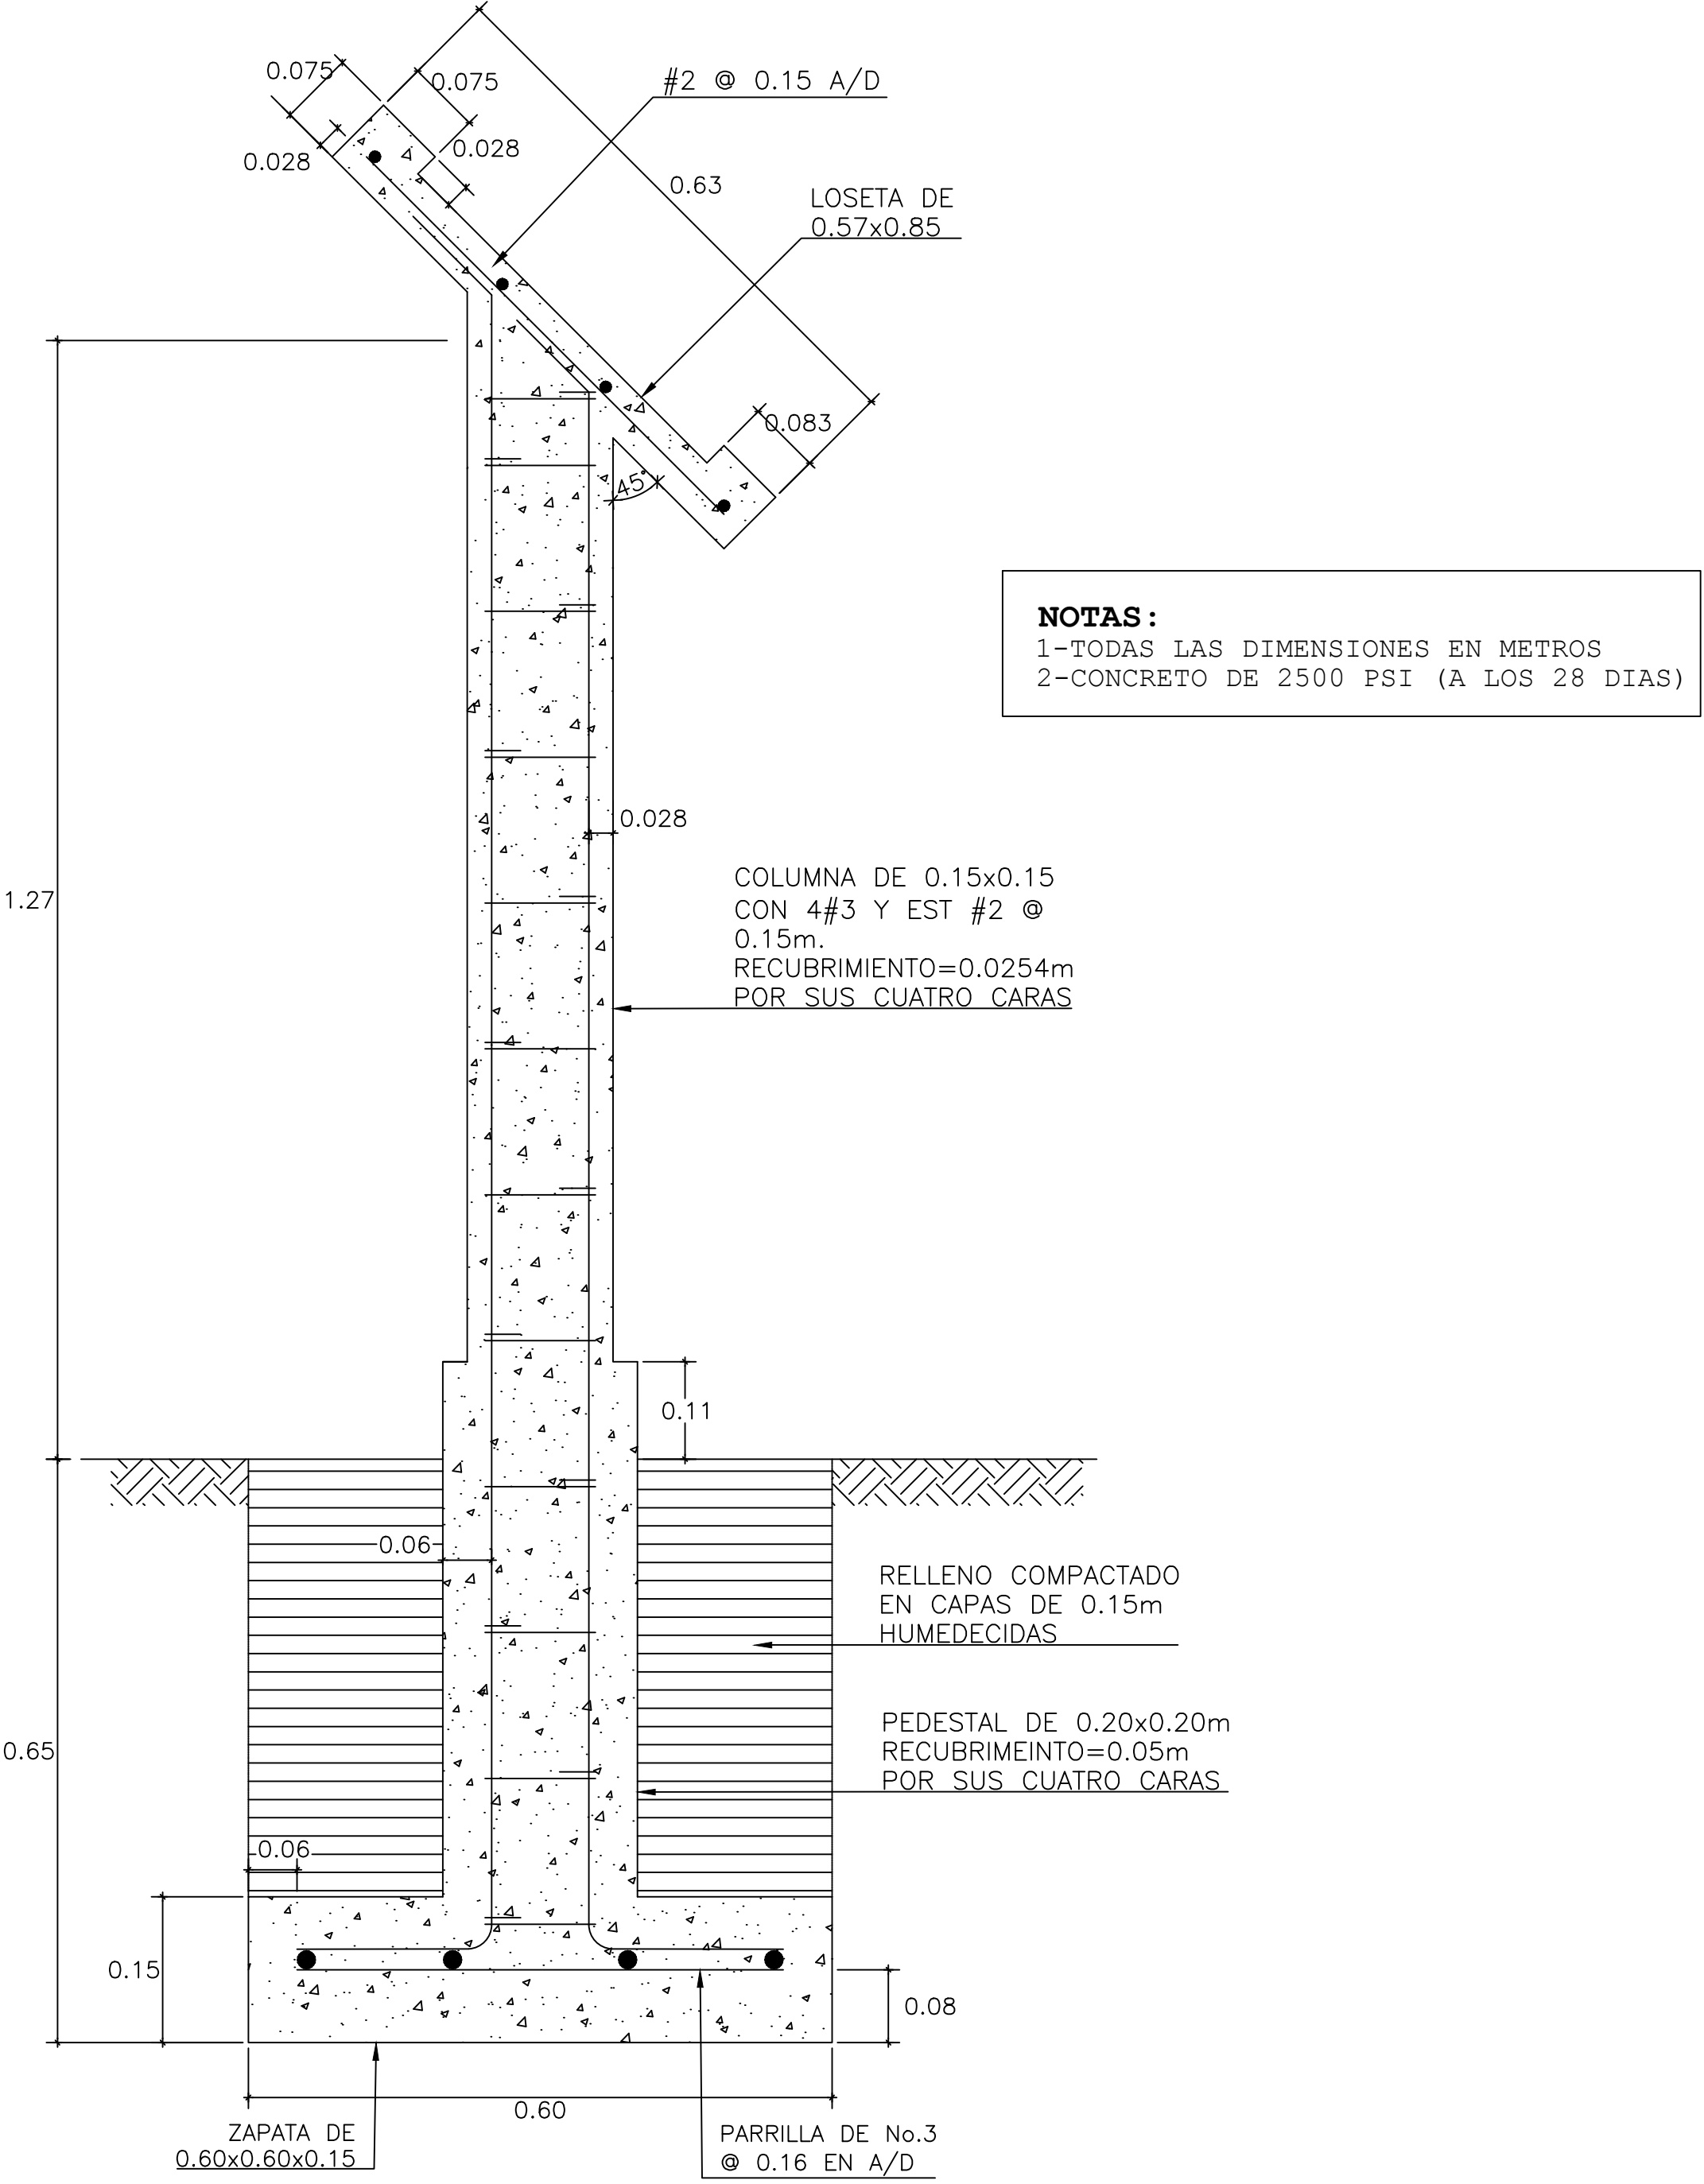 0.075
0.075
#2 @ 0.15 A/D
0.028
0.028
0.63
LOSETA DE
0.57x0.85
0.083
45°
NOTAS:
1-TODAS LAS DIMENSIONES EN METROS
2-CONCRETO DE 2500 PSI (A LOS 28 DIAS)
0.028
1.27
COLUMNA DE 0.15x0.15
CON 4#3 Y EST #2 @
0.15m.
RECUBRIMIENTO=0.0254m
POR SUS CUATRO CARAS
0.11
0.06
RELLENO COMPACTADO
EN CAPAS DE 0.15m
HUMEDECIDAS
0.65
PEDESTAL DE 0.20x0.20m
RECUBRIMEINTO=0.05m
POR SUS CUATRO CARAS
0.06
0.15
0.08
0.60
ZAPATA DE
0.60x0.60x0.15
PARRILLA DE No.3
@ 0.16 EN A/D